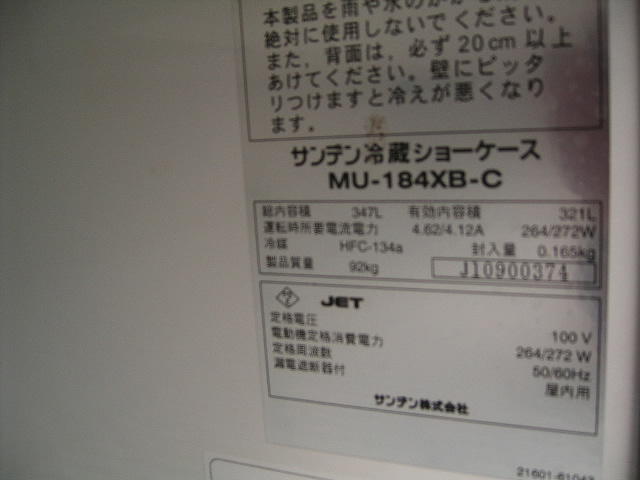 本製品を雨や水の
絶対に使用しないでください。
また，背面は，必ず20cm以上
あけてください。壁にピッタ
リつけますと冷えが悪くなり
ます。
サンデン冷蔵ショーケース
MU-184XB-C
総内容積 347L 有効内容積 321L
運転時所要電流電力 4.62/4.12A 264/272W
冷媒 HFC-134a 封入量 0.165kg
製品質量 92kg J10900374
JET
定格電圧 100 V
電動機定格消費電力 264/272 W
定格周波数 50/60Hz
漏電遮断器付 屋内用
サンデン株式会社